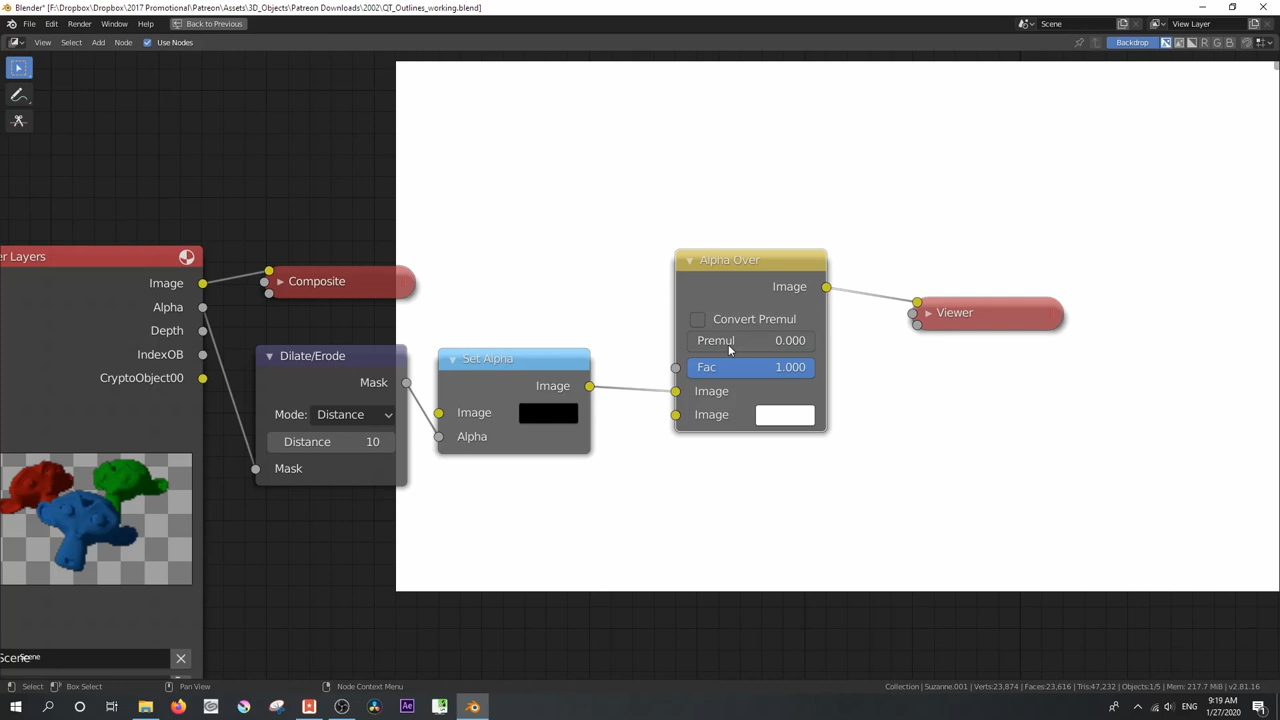 Blender* [F:\Dropbox\Dropbox\2017 Promotional\Patreon\Assets\3D_Objects\Patreon Downloads\2002\QT_Outlines_working.blend]
File Edit Render Window Help Back to Previous Scene View Layer
View Select Add Node Use Nodes Backdrop R G B
er Layers
Image
Alpha
Depth
IndexOB
CryptoObject00
Scene
Scene
Composite
Dilate/Erode
Mask
Mode: Distance
Distance 10
Mask
Set Alpha
Image
Image
Alpha
Alpha Over
Image
Convert Premul
Premul 0.000
Fac 1.000
Image
Image
Viewer
Select Box Select Pan View Node Context Menu Collection | Suzanne.001 | Verts:23,874 | Faces:23,616 | Tris:47,232 | Objects:1/5 | Mem: 217.7 MiB | v2.81.16
Ae
9:19 AM
1/27/2020